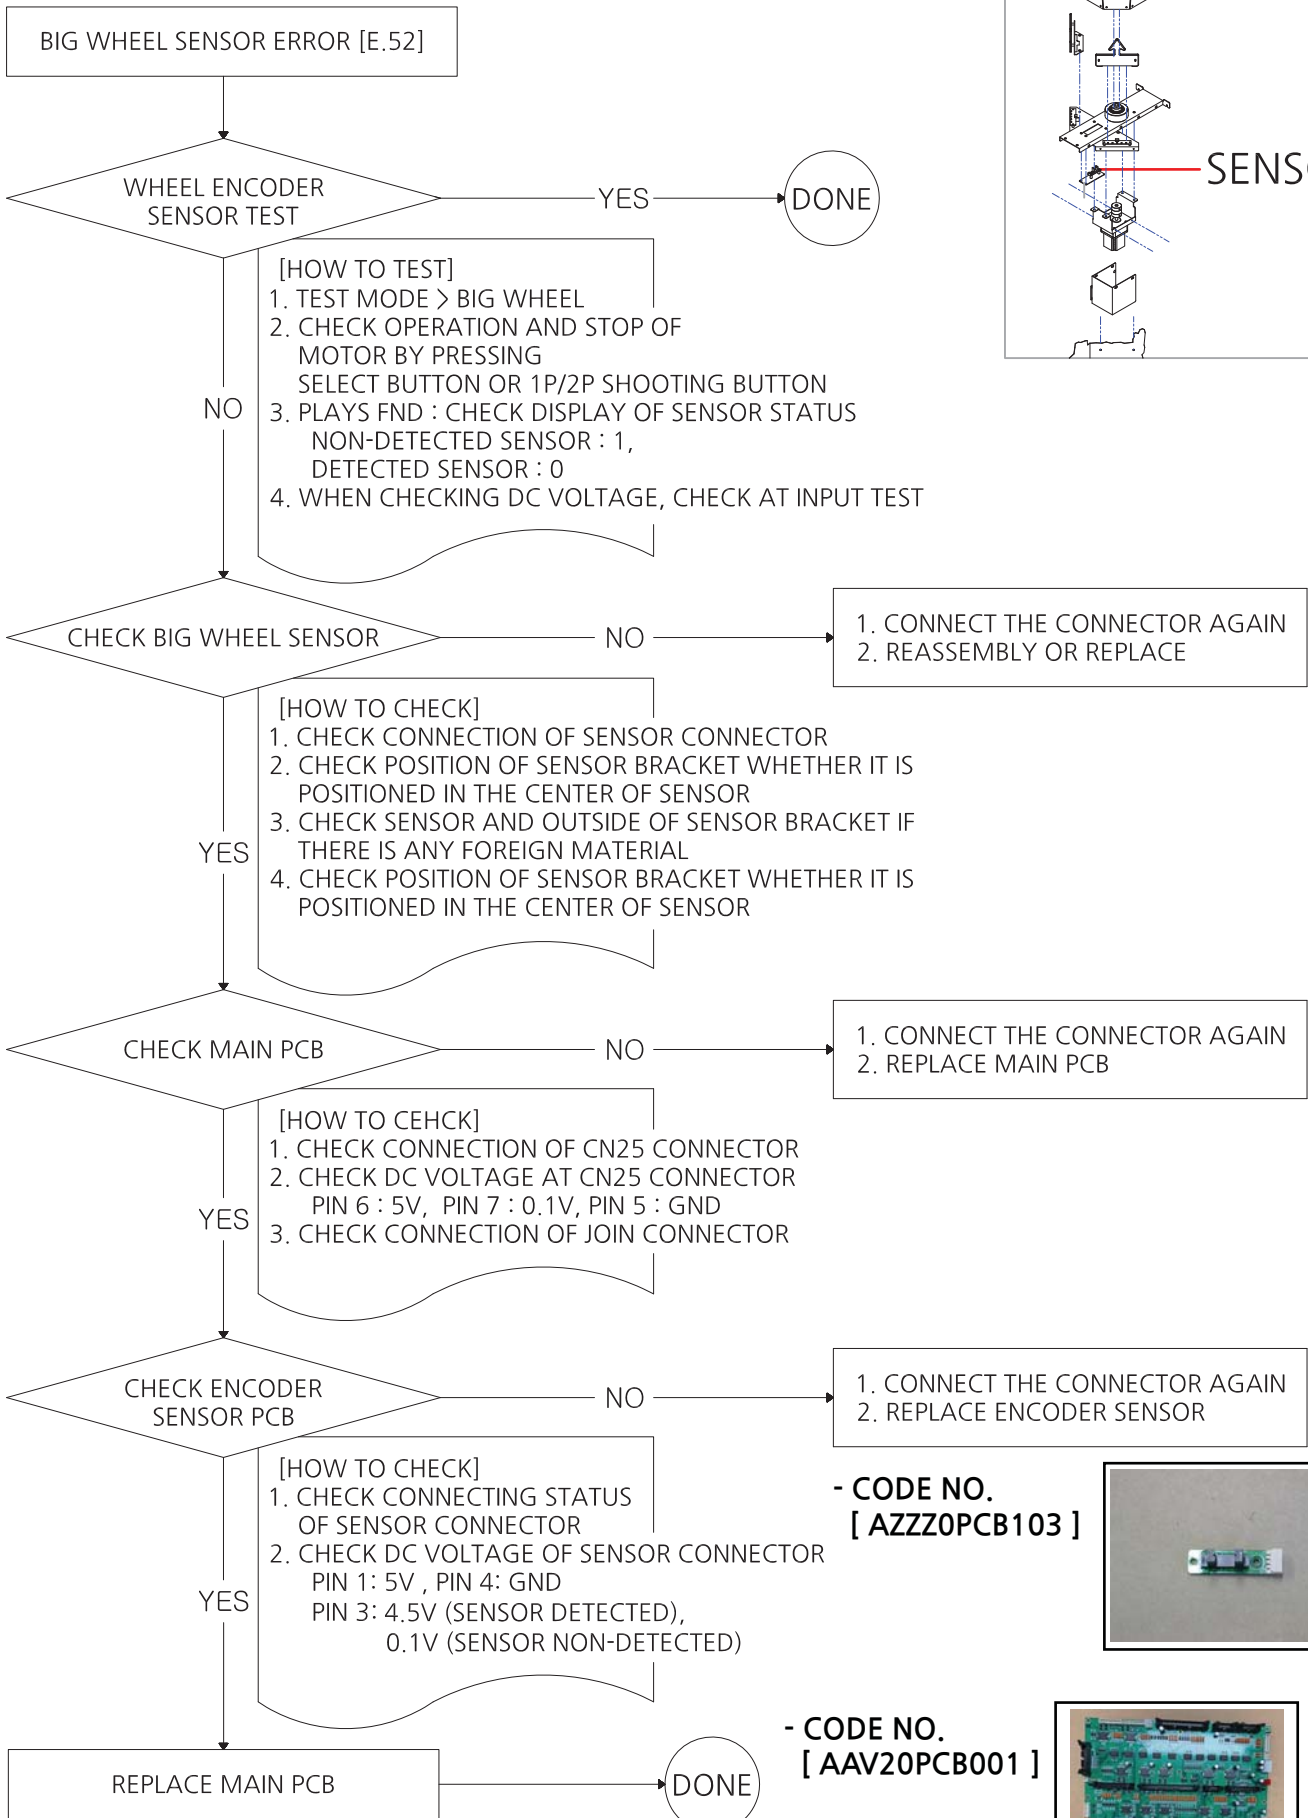 BIG WHEEL SENSOR ERROR [E.52]
WHEEL ENCODER
SENSOR TEST
YES
DONE
[HOW TO TEST]
1. TEST MODE > BIG WHEEL
2. CHECK OPERATION AND STOP OF
MOTOR BY PRESSING
SELECT BUTTON OR 1P/2P SHOOTING BUTTON
3. PLAYS FND : CHECK DISPLAY OF SENSOR STATUS
NON-DETECTED SENSOR : 1,
DETECTED SENSOR : 0
4. WHEN CHECKING DC VOLTAGE, CHECK AT INPUT TEST
NO
CHECK BIG WHEEL SENSOR
NO
1. CONNECT THE CONNECTOR AGAIN
2. REASSEMBLY OR REPLACE
[HOW TO CHECK]
1. CHECK CONNECTION OF SENSOR CONNECTOR
2. CHECK POSITION OF SENSOR BRACKET WHETHER IT IS
POSITIONED IN THE CENTER OF SENSOR
3. CHECK SENSOR AND OUTSIDE OF SENSOR BRACKET IF
THERE IS ANY FOREIGN MATERIAL
4. CHECK POSITION OF SENSOR BRACKET WHETHER IT IS
POSITIONED IN THE CENTER OF SENSOR
YES
CHECK MAIN PCB
NO
1. CONNECT THE CONNECTOR AGAIN
2. REPLACE MAIN PCB
[HOW TO CEHCK]
1. CHECK CONNECTION OF CN25 CONNECTOR
2. CHECK DC VOLTAGE AT CN25 CONNECTOR
PIN 6 : 5V, PIN 7 : 0.1V, PIN 5 : GND
3. CHECK CONNECTION OF JOIN CONNECTOR
YES
CHECK ENCODER
SENSOR PCB
NO
1. CONNECT THE CONNECTOR AGAIN
2. REPLACE ENCODER SENSOR
[HOW TO CHECK]
1. CHECK CONNECTING STATUS
OF SENSOR CONNECTOR
2. CHECK DC VOLTAGE OF SENSOR CONNECTOR
PIN 1: 5V , PIN 4: GND
PIN 3: 4.5V (SENSOR DETECTED),
0.1V (SENSOR NON-DETECTED)
YES
- CODE NO.
[ AZZZ0PCB103 ]
REPLACE MAIN PCB
DONE
- CODE NO.
[ AAV20PCB001 ]